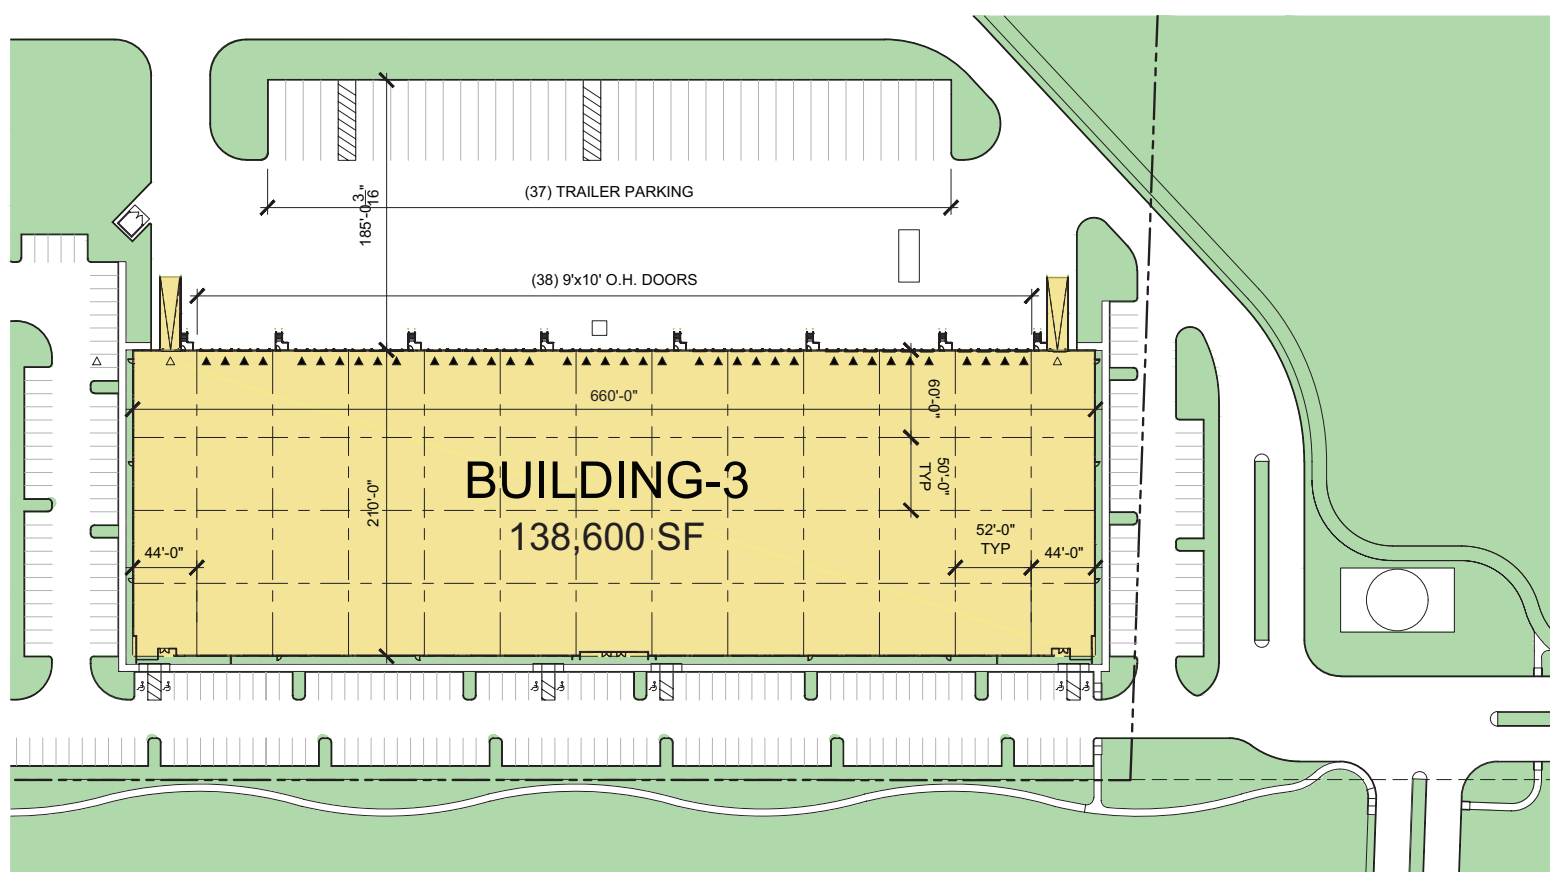 (37) TRAILER PARKING
185'-0 3/16"
(38) 9'x10' O.H. DOORS
660'-0"
60'-0"
BUILDING-3
50'-0"
TYP
210'-0"
138,600 SF
52'-0"
TYP
44'-0"
44'-0"